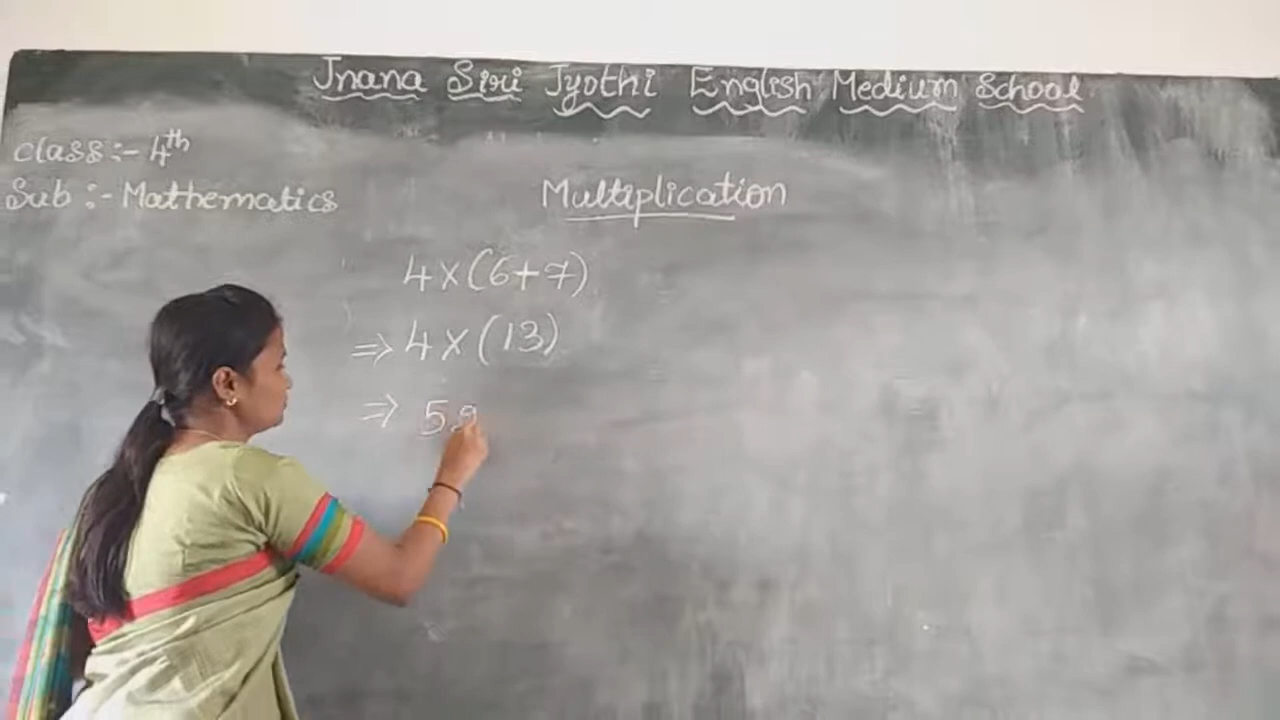 Jnana Siri Jyothi English Medium School
Class:- 4th
Sub:- Mathematics
Multiplication
4×(6+7)
⇒ 4×(13)
⇒ 5